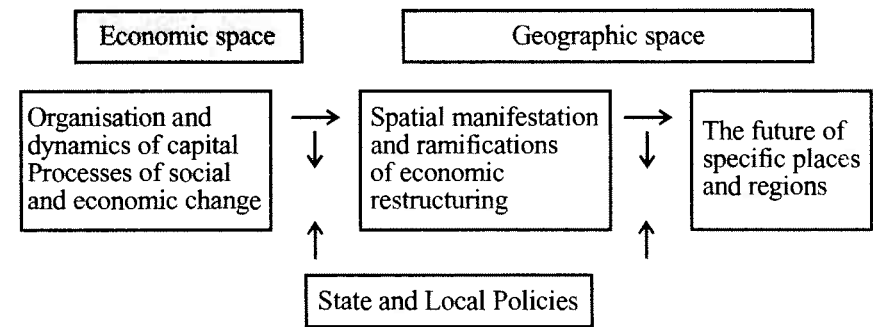 Economic space
Geographic space
Organisation and
dynamics of capital
Processes of social
and economic change
Spatial manifestation
and ramifications
of economic
restructuring
The future of
specific places
and regions
State and Local Policies